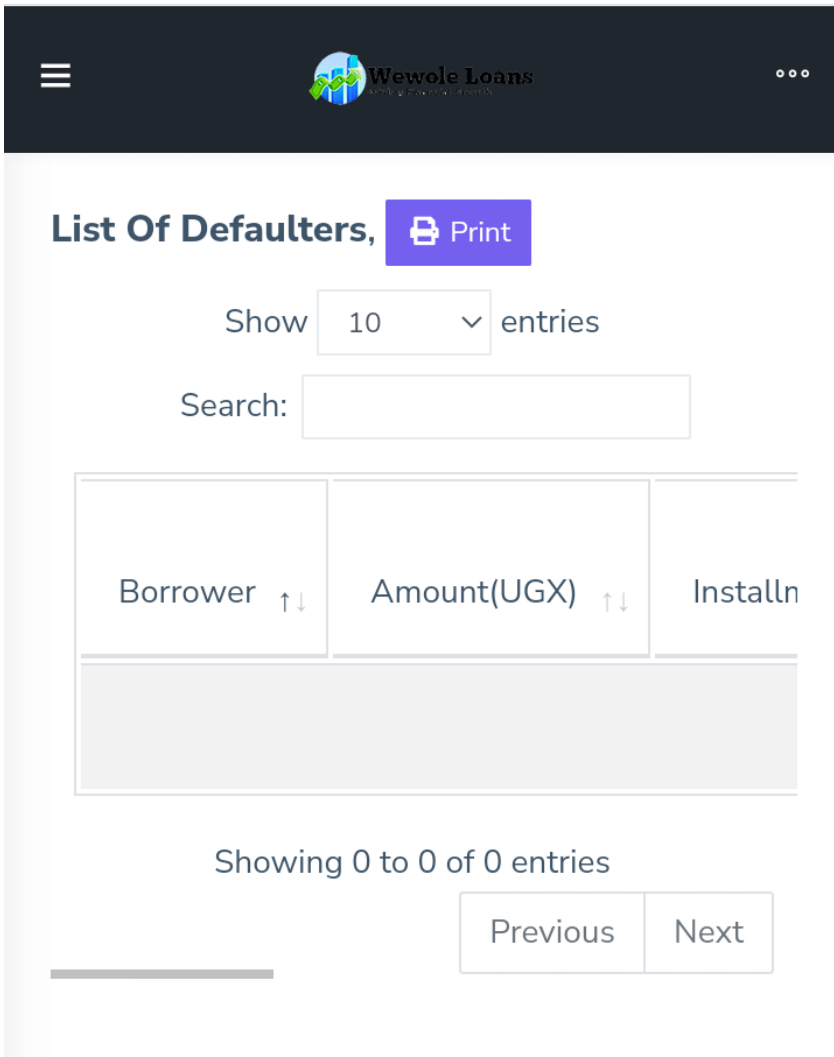 Wewole Loans
List Of Defaulters, Print
Show 10 entries
Search:
Borrower ↑↓ Amount(UGX) ↑↓ Installn
Showing 0 to 0 of 0 entries
Previous Next